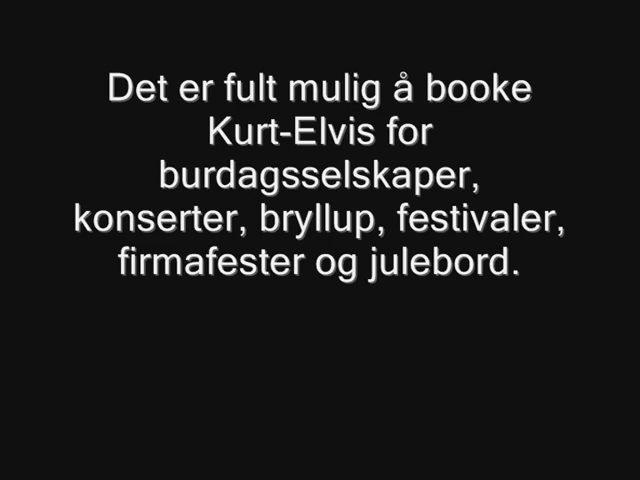 Det er fult mulig å booke
Kurt-Elvis for
burdagsselskaper,
konserter, bryllup, festivaler,
firmafester og julebord.